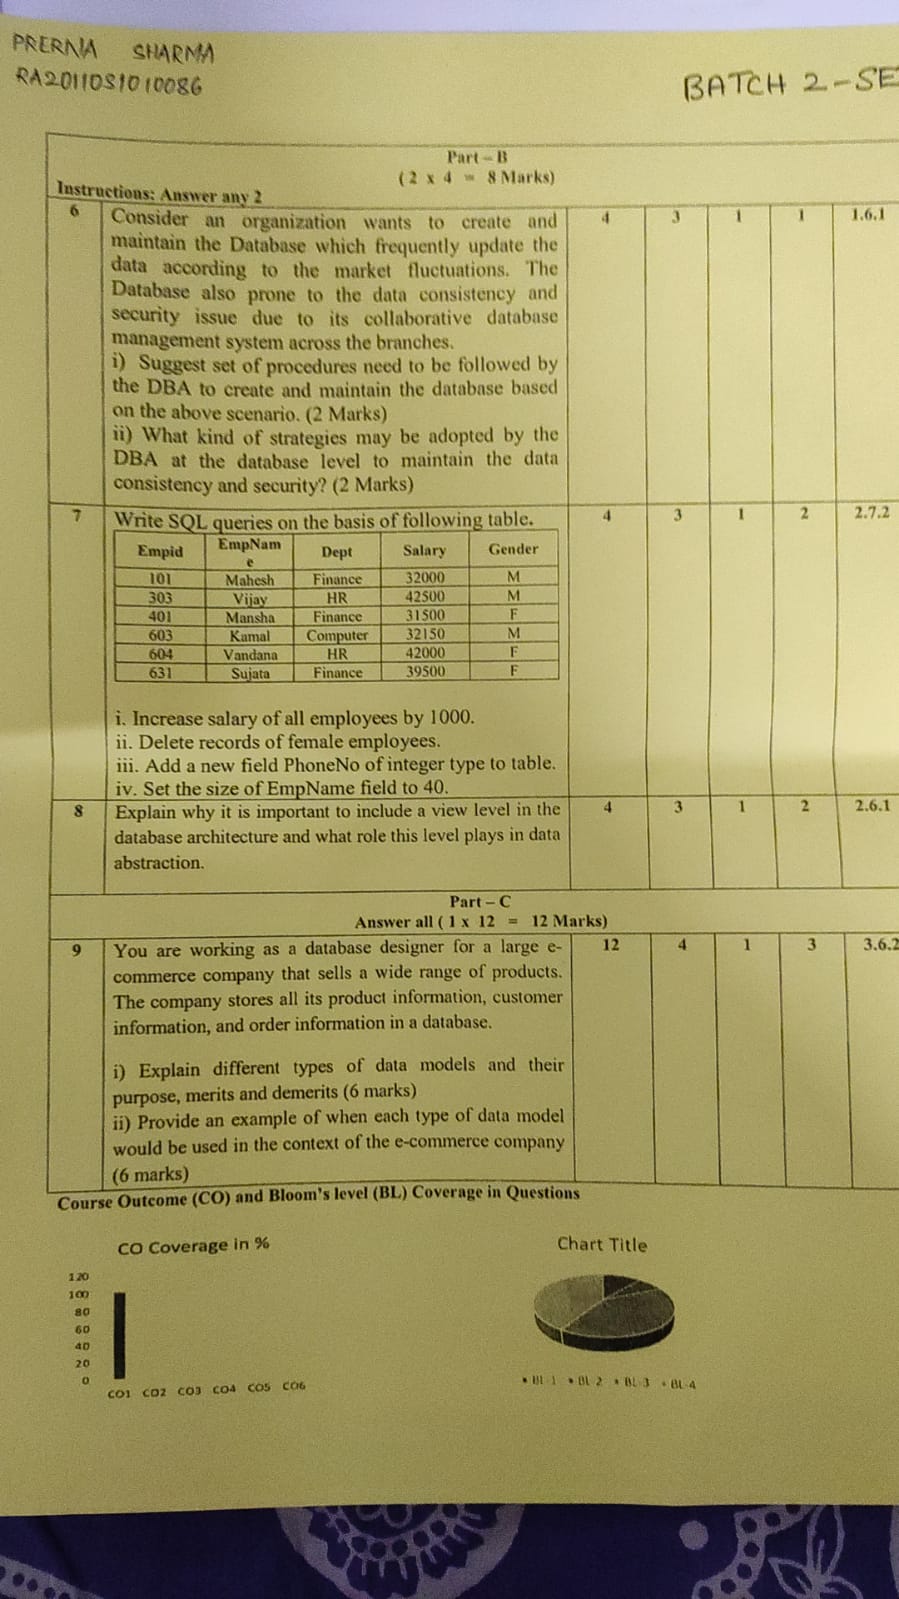 PRERNA SHARMA
RA2011051010086
BATCH 2-SE
Part – B
(2 x 4 = 8 Marks)
Instructions: Answer any 2
6 Consider an organization wants to create and 4 3 1 1 1.6.1
maintain the Database which frequently update the
data according to the market fluctuations. The
Database also prone to the data consistency and
security issue due to its collaborative database
management system across the branches.
i) Suggest set of procedures need to be followed by
the DBA to create and maintain the database based
on the above scenario. (2 Marks)
ii) What kind of strategies may be adopted by the
DBA at the database level to maintain the data
consistency and security? (2 Marks)
7 Write SQL queries on the basis of following table. 4 3 1 2 2.7.2
Empid EmpNam
e Dept Salary Gender
101 Mahesh Finance 32000 M
303 Vijay HR 42500 M
401 Mansha Finance 31500 F
603 Kamal Computer 32150 M
604 Vandana HR 42000 F
631 Sujata Finance 39500 F
i. Increase salary of all employees by 1000.
ii. Delete records of female employees.
iii. Add a new field PhoneNo of integer type to table.
iv. Set the size of EmpName field to 40.
8 Explain why it is important to include a view level in the 4 3 1 2 2.6.1
database architecture and what role this level plays in data
abstraction.
Part – C
Answer all ( 1 x 12 = 12 Marks)
9 You are working as a database designer for a large e- 12 4 1 3 3.6.2
commerce company that sells a wide range of products.
The company stores all its product information, customer
information, and order information in a database.
i) Explain different types of data models and their
purpose, merits and demerits (6 marks)
ii) Provide an example of when each type of data model
would be used in the context of the e-commerce company
(6 marks)
Course Outcome (CO) and Bloom's level (BL) Coverage in Questions
CO Coverage in %
120
100
80
60
40
20
0
CO1 CO2 CO3 CO4 CO5 CO6
Chart Title
BL-1 BL-2 BL-3 BL-4